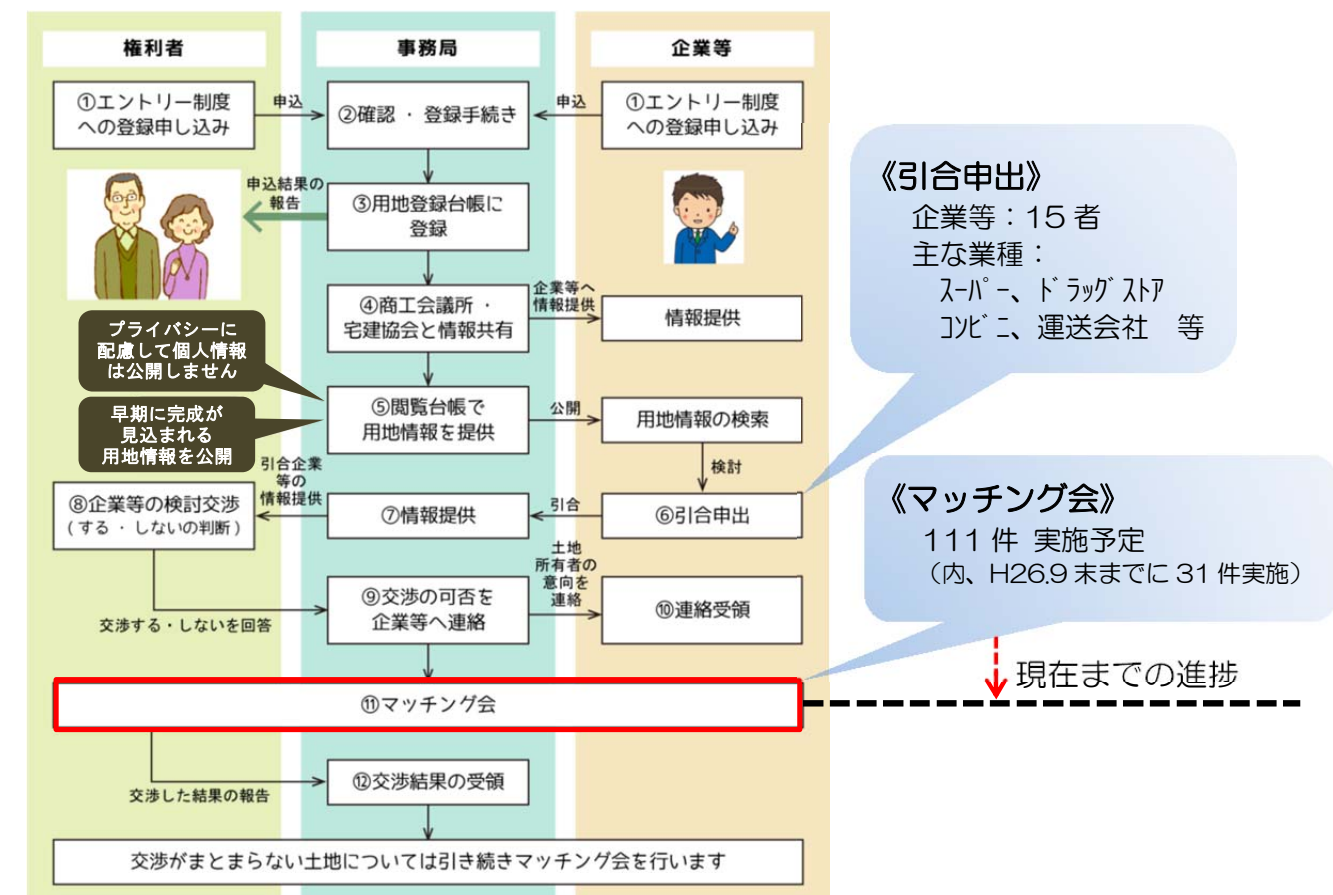 権利者
事務局
企業等
①エントリー制度
への登録申し込み
申込
②確認 ・ 登録手続き
申込
①エントリー制度
への登録申し込み
申込結果の
報告
③用地登録台帳に
登録
④商工会議所 ・
宅建協会と情報共有
企業等へ
情報提供
情報提供
プライバシーに
配慮して個人情報
は公開しません
早期に完成が
見込まれる
用地情報を公開
⑤閲覧台帳で
用地情報を提供
公開
用地情報の検索
検討
⑧企業等の検討交渉
( する ・ しないの判断 )
引合企業
等の
情報提供
⑦情報提供
引合
⑥引合申出
土地
所有者の
意向を
連絡
⑨交渉の可否を
企業等へ連絡
⑩連絡受領
交渉する・しないを回答
⑪マッチング会
交渉した結果の報告
⑫交渉結果の受領
交渉がまとまらない土地については引き続きマッチング会を行います
《引合申出》
企業等：15 者
主な業種：
ｽｰﾊﾟｰ、ﾄﾞﾗｯｸﾞｽﾄｱ
ｺﾝﾋﾞﾆ、運送会社　等
《マッチング会》
111 件 実施予定
（内、H26.9 末までに 31 件実施）
現在までの進捗